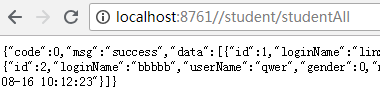 localhost:8761//student/studentAll
{"code":0,"msg":"success","data":[{"id":1,"loginName":"lin
{"id":2,"loginName":"bbbbb","userName":"qwer","gender":0,"
08-16 10:12:23"}]}